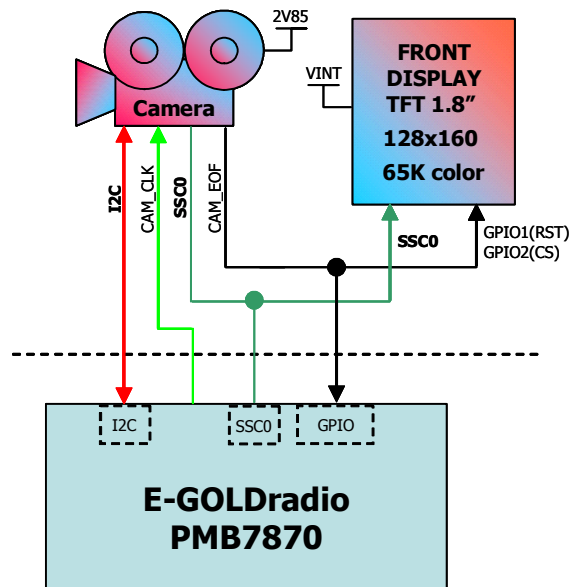 2V85
Camera
VINT
FRONT
DISPLAY
TFT 1.8”
128x160
65K color
I2C
CAM_CLK
SSC0
CAM_EOF
SSC0
GPIO1(RST)
GPIO2(CS)
I2C
SSC0
GPIO
E-GOLDradio
PMB7870